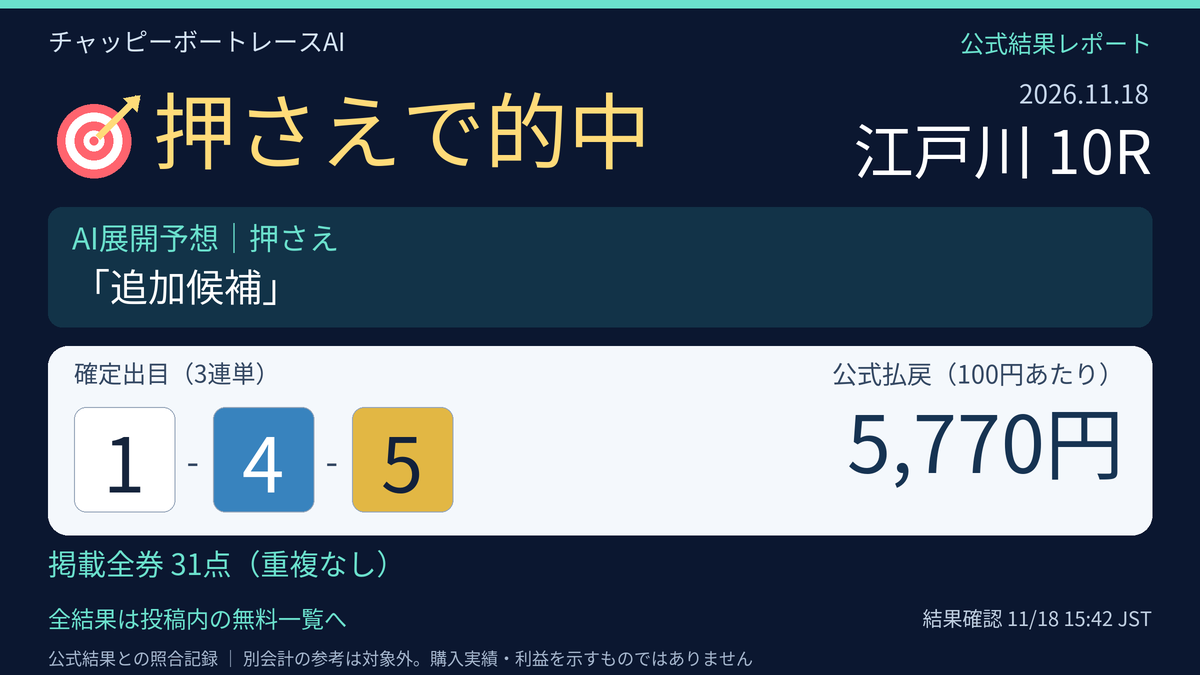 チャッピーボートレースAI
公式結果レポート
2026.11.18
押さえで的中
江戸川 10R
AI展開予想｜押さえ
「追加候補」
確定出目（3連単）
公式払戻（100円あたり）
1 - 4 - 5
5,770円
掲載全券 31点（重複なし）
全結果は投稿内の無料一覧へ
結果確認 11/18 15:42 JST
公式結果との照合記録 ｜ 別会計の参考は対象外。購入実績・利益を示すものではありません